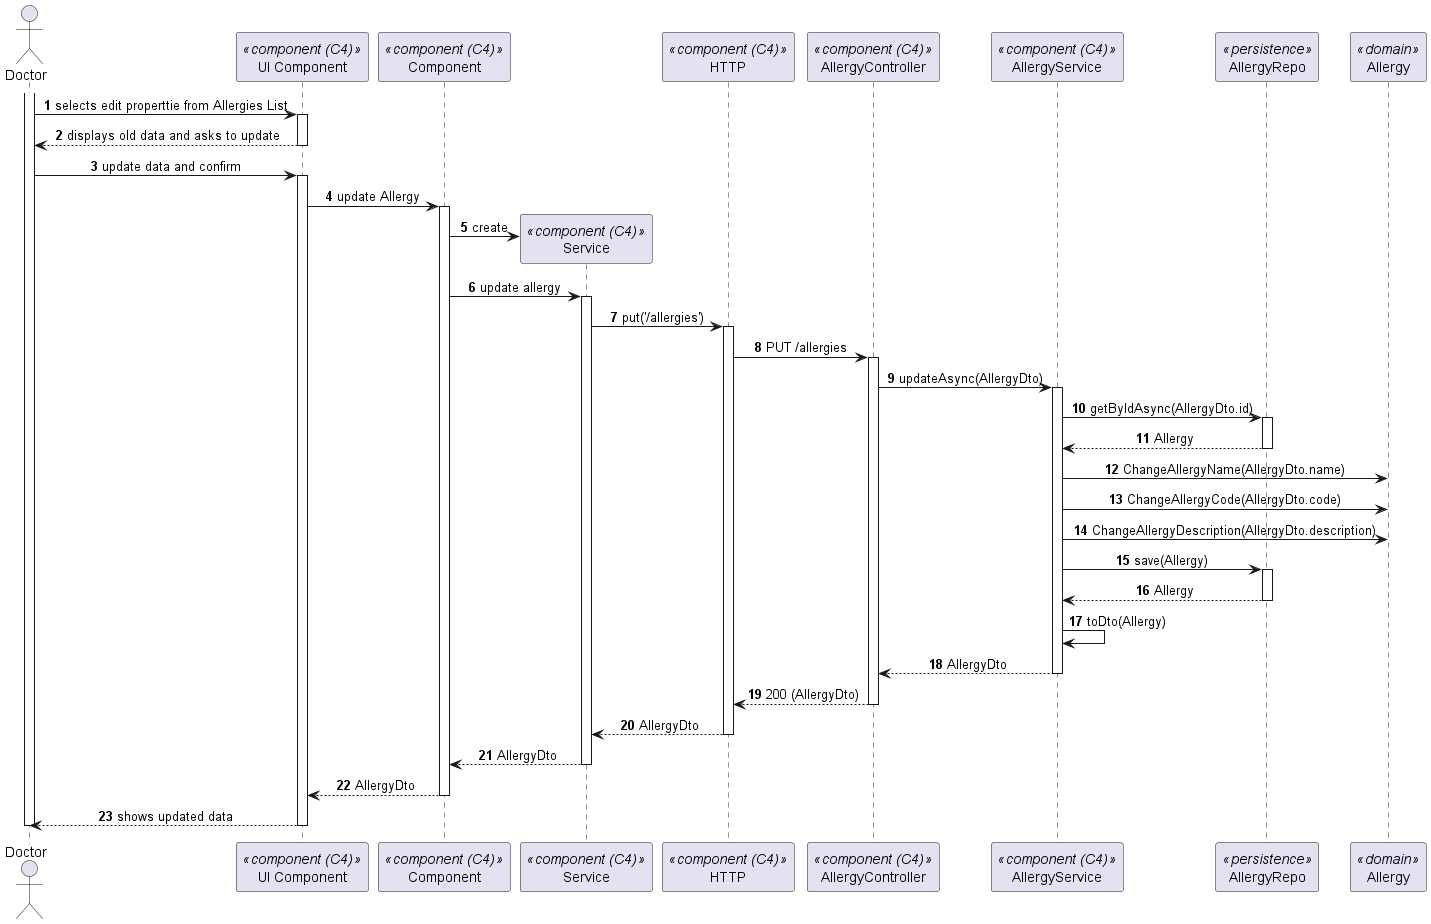 Doctor
«component (C4)»
UI Component
«component (C4)»
Component
«component (C4)»
HTTP
«component (C4)»
AllergyController
«component (C4)»
AllergyService
«persistence»
AllergyRepo
«domain»
Allergy
1 selects edit properttie from Allergies List
2 displays old data and asks to update
3 update data and confirm
4 update Allergy
5 create
«component (C4)»
Service
6 update allergy
7 put('/allergies')
8 PUT /allergies
9 updateAsync(AllergyDto)
10 getByIdAsync(AllergyDto.id)
11 Allergy
12 ChangeAllergyName(AllergyDto.name)
13 ChangeAllergyCode(AllergyDto.code)
14 ChangeAllergyDescription(AllergyDto.description)
15 save(Allergy)
16 Allergy
17 toDto(Allergy)
18 AllergyDto
19 200 (AllergyDto)
20 AllergyDto
21 AllergyDto
22 AllergyDto
23 shows updated data
Doctor
«component (C4)»
UI Component
«component (C4)»
Component
«component (C4)»
Service
«component (C4)»
HTTP
«component (C4)»
AllergyController
«component (C4)»
AllergyService
«persistence»
AllergyRepo
«domain»
Allergy